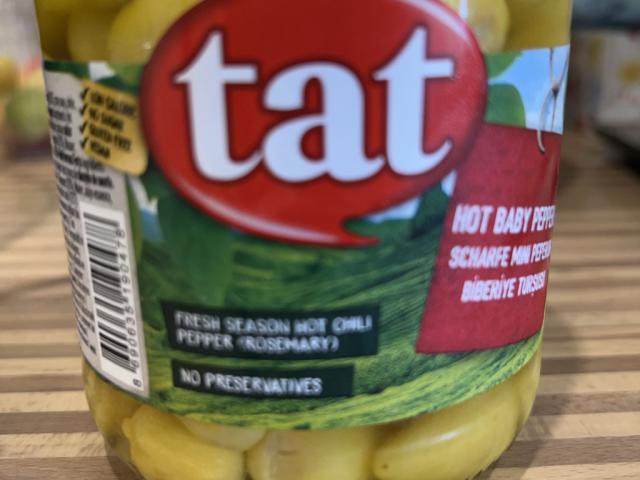 tat
LOW CALORIE
NO SUGAR
GLUTEN FREE
VEGAN
HOT BABY PEPPE
SCHARFE MINI PEPERO
BİBERİYE TURŞUSU
FRESH SEASON HOT CHILI
PEPPER (ROSEMARY)
NO PRESERVATIVES